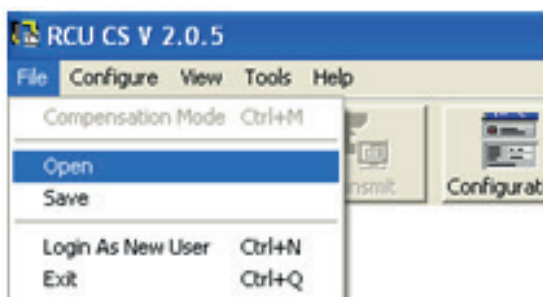 RCU CS V 2.0.5
File Configure View Tools Help
Compensation Mode Ctrl+M
Open
Save
Login As New User Ctrl+N
Exit Ctrl+Q
nsmit
Configurat